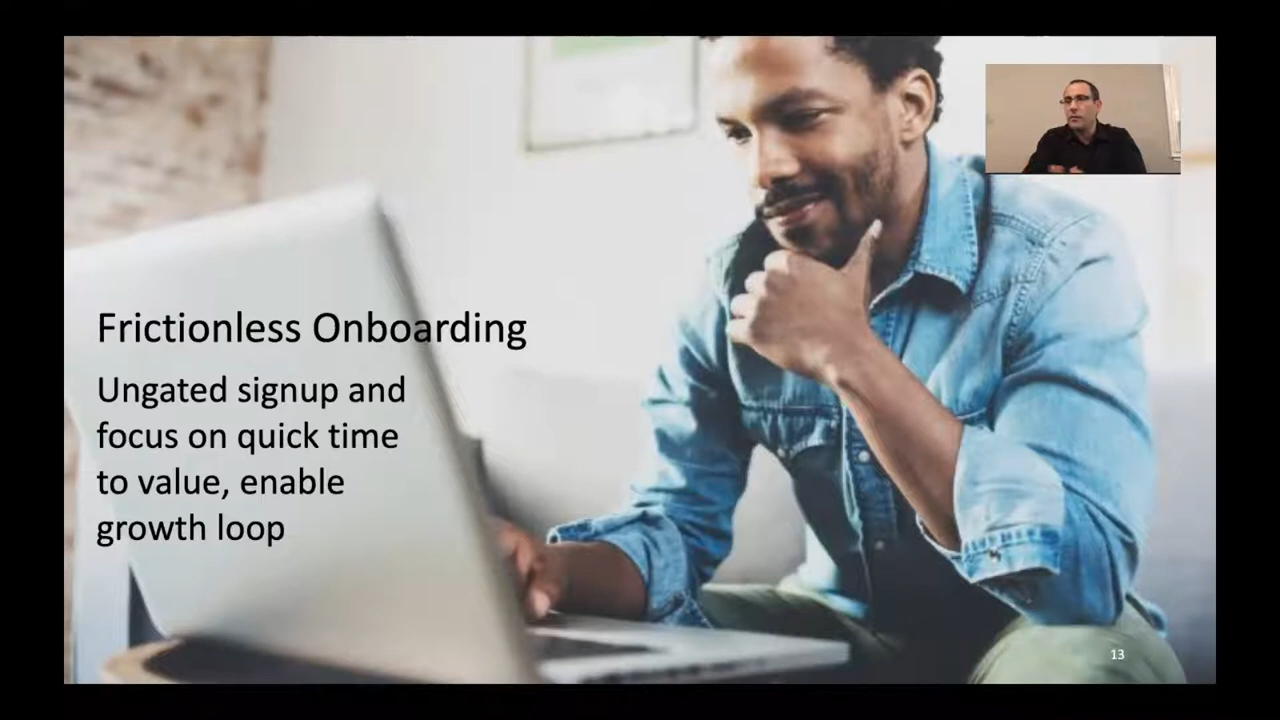 Frictionless Onboarding
Ungated signup and
focus on quick time
to value, enable
growth loop
13